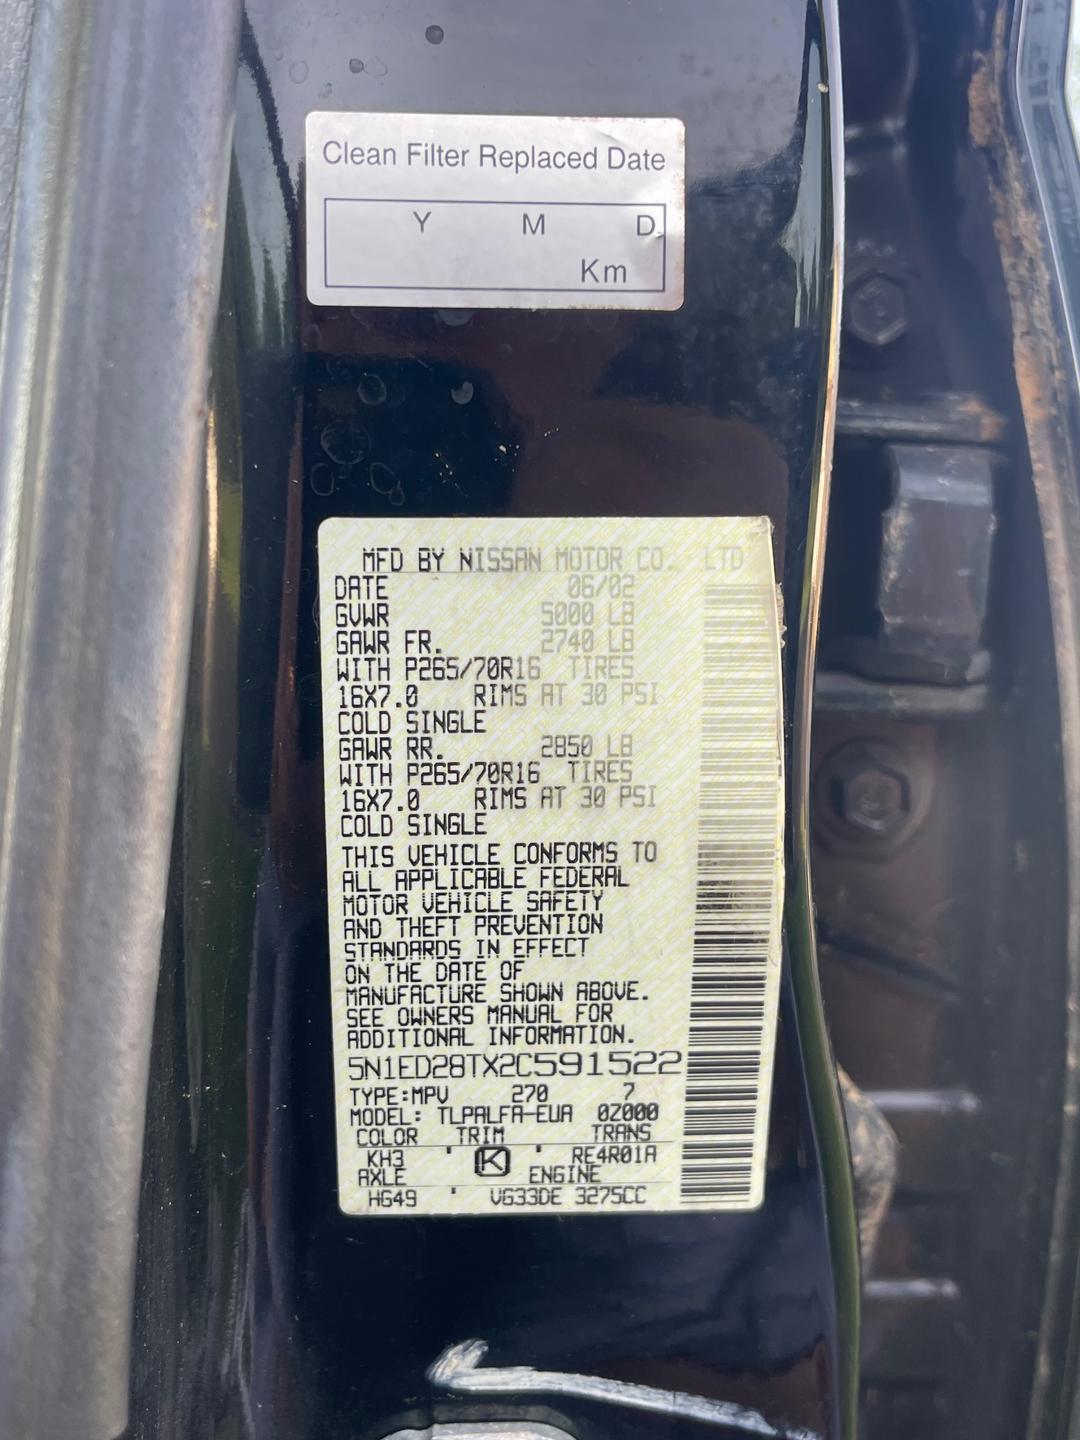 Clean Filter Replaced Date
Y M D
Km
MFD BY NISSAN MOTOR CO. LTD
DATE 06/02
GVWR 5000 LB
GAWR FR. 2740 LB
WITH P265/70R16 TIRES
16X7.0 RIMS AT 30 PSI
COLD SINGLE
GAWR RR. 2850 LB
WITH P265/70R16 TIRES
16X7.0 RIMS AT 30 PSI
COLD SINGLE
THIS VEHICLE CONFORMS TO
ALL APPLICABLE FEDERAL
MOTOR VEHICLE SAFETY
AND THEFT PREVENTION
STANDARDS IN EFFECT
ON THE DATE OF
MANUFACTURE SHOWN ABOVE.
SEE OWNERS MANUAL FOR
ADDITIONAL INFORMATION.
5N1ED28TX2C591522
TYPE:MPV 270 7
MODEL: TLPALFA-EUA 0Z000
COLOR TRIM TRANS
KH3 ' K ' RE4R01A
AXLE ENGINE
HG49 ' VG33DE 3275CC